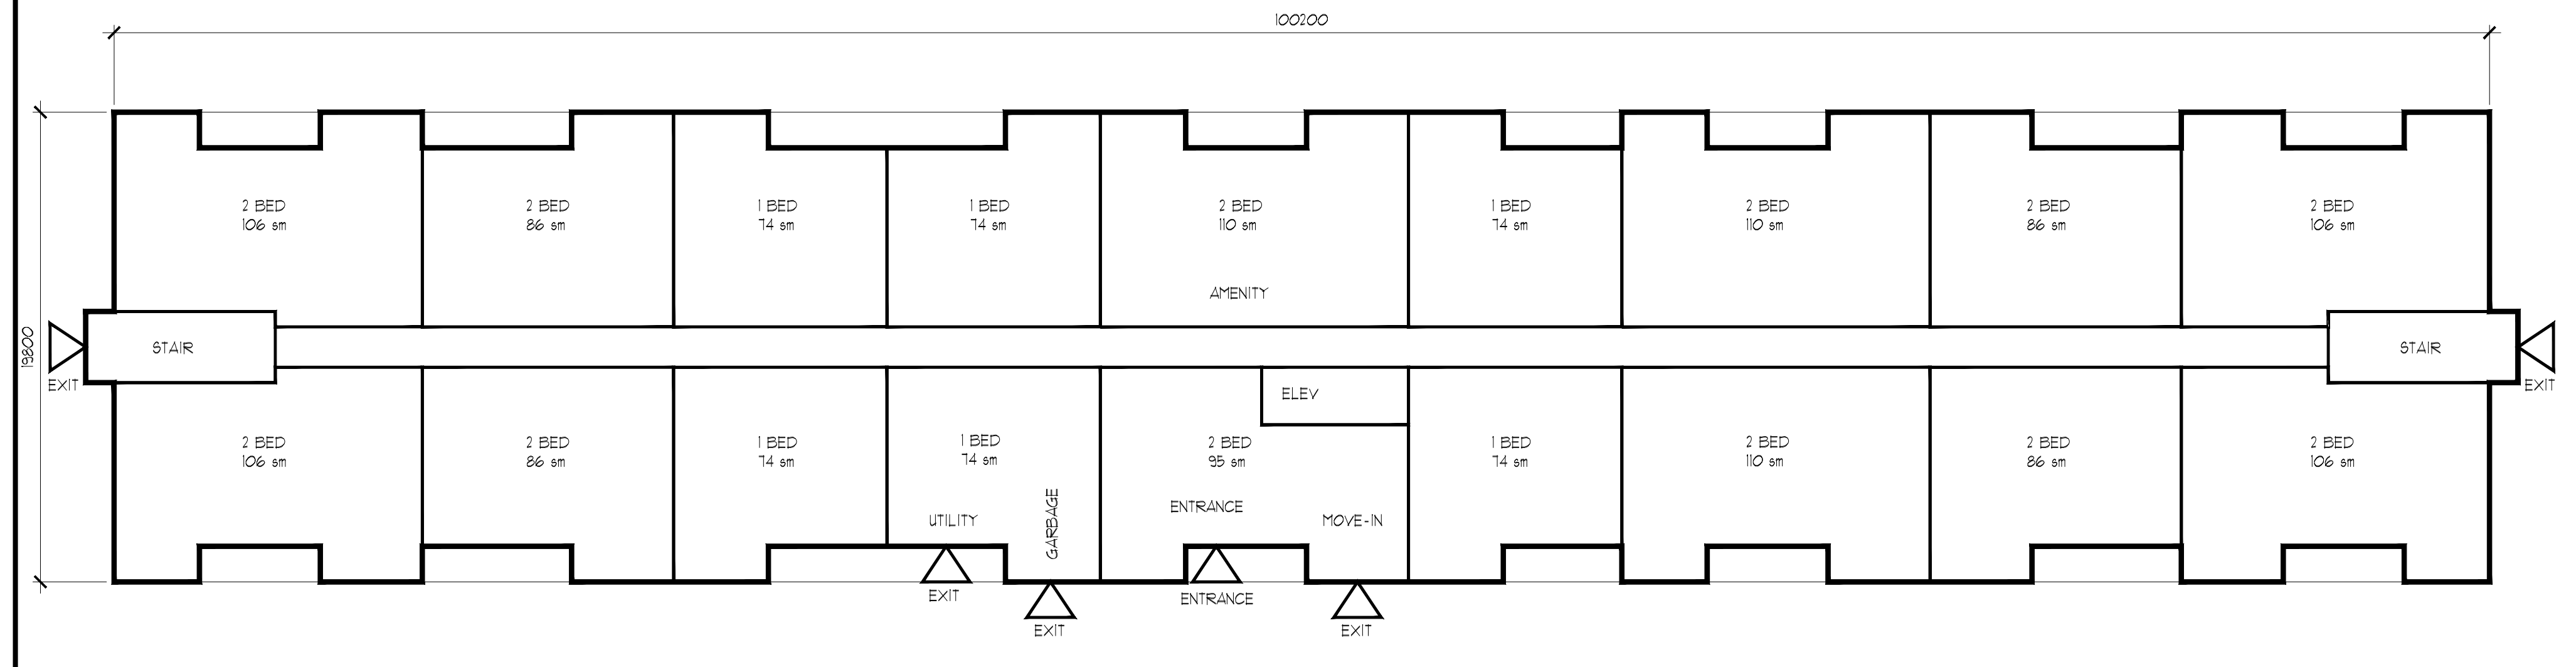 100200
2 BED
106 sm
2 BED
86 sm
1 BED
74 sm
1 BED
74 sm
2 BED
110 sm
1 BED
74 sm
2 BED
110 sm
2 BED
86 sm
2 BED
106 sm
AMENITY
19800
STAIR
STAIR
EXIT
EXIT
ELEV
2 BED
106 sm
2 BED
86 sm
1 BED
74 sm
1 BED
74 sm
2 BED
95 sm
1 BED
74 sm
2 BED
110 sm
2 BED
86 sm
2 BED
106 sm
UTILITY
GARBAGE
ENTRANCE
MOVE-IN
EXIT
ENTRANCE
EXIT
EXIT